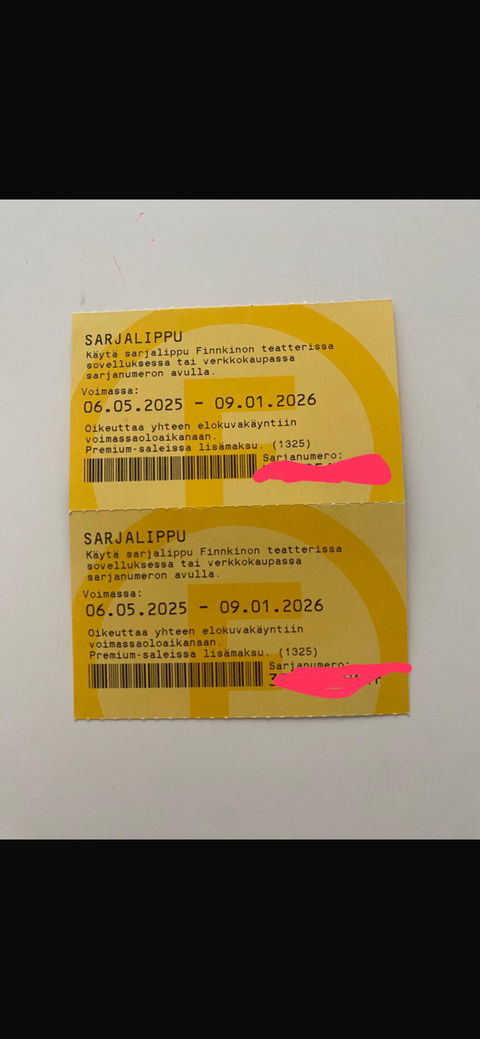 SARJALIPPU
Käytä sarjalippu Finnkinon teatterissa
sovelluksessa tai verkkokaupassa
sarjanumeron avulla.
Voimassa:
06.05.2025 - 09.01.2026
Oikeuttaa yhteen elokuvakäyntiin
voimassaoloaikanaan.
Premium-saleissa lisämaksu. (1325)
Sarjanumero:
SARJALIPPU
Käytä sarjalippu Finnkinon teatterissa
sovelluksessa tai verkkokaupassa
sarjanumeron avulla.
Voimassa:
06.05.2025 - 09.01.2026
Oikeuttaa yhteen elokuvakäyntiin
voimassaoloaikanaan.
Premium-saleissa lisämaksu. (1325)
Sarjanumero: